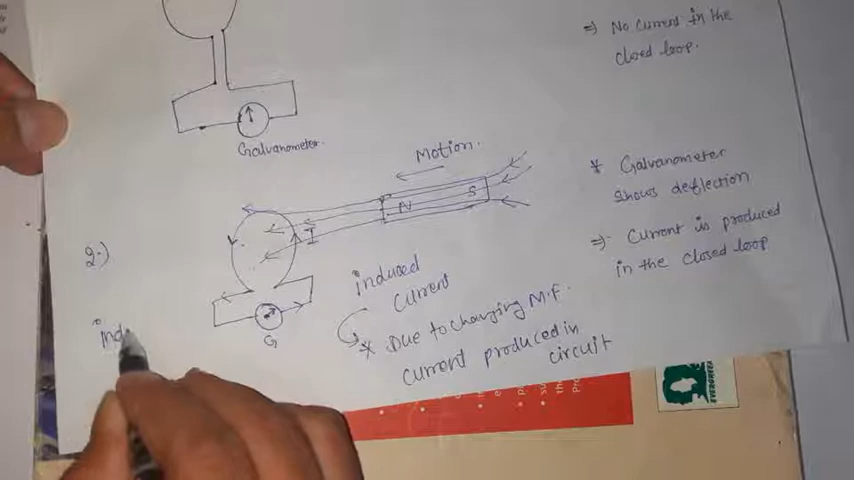 ⇒ No current in the
closed loop.
Galvanometer.
Motion.
N
S
* Galvanometer
shows deflection
⇒ Current is produced
in the closed loop
2.)
I
induced
Current
* Due to changing M.F.
current produced in
circuit
G
ind
EVERGREEN